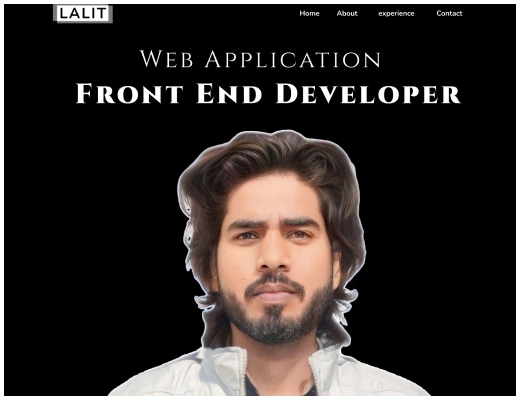 LALIT
Home About experience Contact
Web Application
Front End Developer